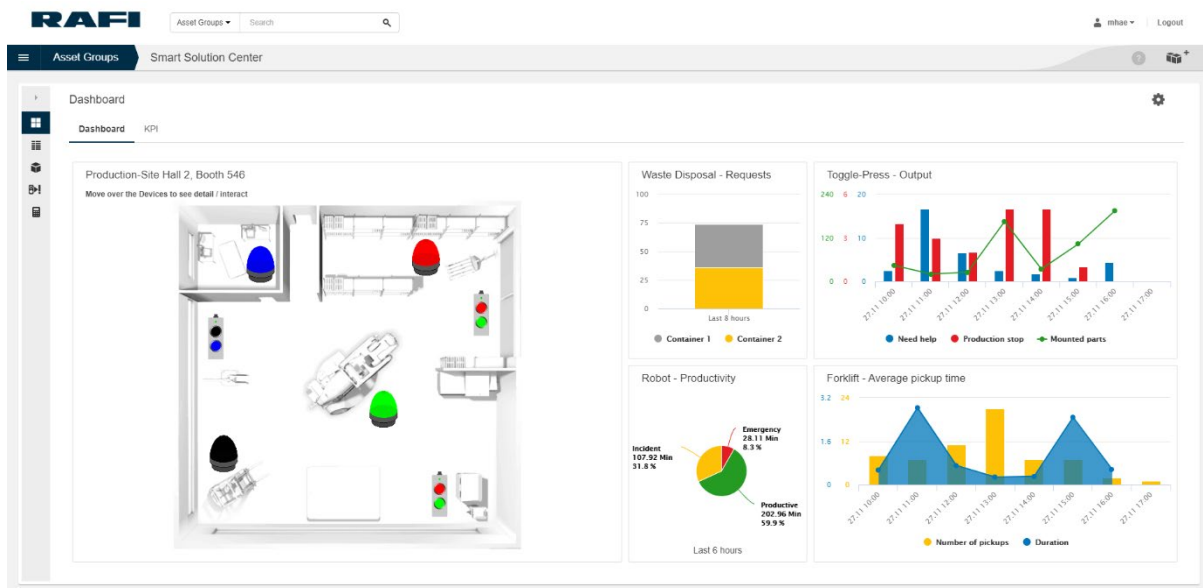 RAFI
Asset Groups
Search
mhae
Logout
Asset Groups
Smart Solution Center
?
Dashboard
Dashboard
KPI
Production-Site Hall 2, Booth 546
Move over the Devices to see detail / interact
Waste Disposal - Requests
100
75
50
25
0
Last 8 hours
Container 1
Container 2
Toggle-Press - Output
240 6 20
120 3 10
0 0 0
27.11 10:00
27.11 11:00
27.11 12:00
27.11 13:00
27.11 14:00
27.11 15:00
27.11 16:00
27.11 17:00
Need help
Production stop
Mounted parts
Robot - Productivity
Emergency
28.11 Min
8.3 %
Incident
107.92 Min
31.8 %
Productive
202.96 Min
59.9 %
Last 6 hours
Forklift - Average pickup time
3.2 24
1.6 12
0 0
27.11 10:00
27.11 11:00
27.11 12:00
27.11 13:00
27.11 14:00
27.11 15:00
27.11 16:00
27.11 17:00
Number of pickups
Duration